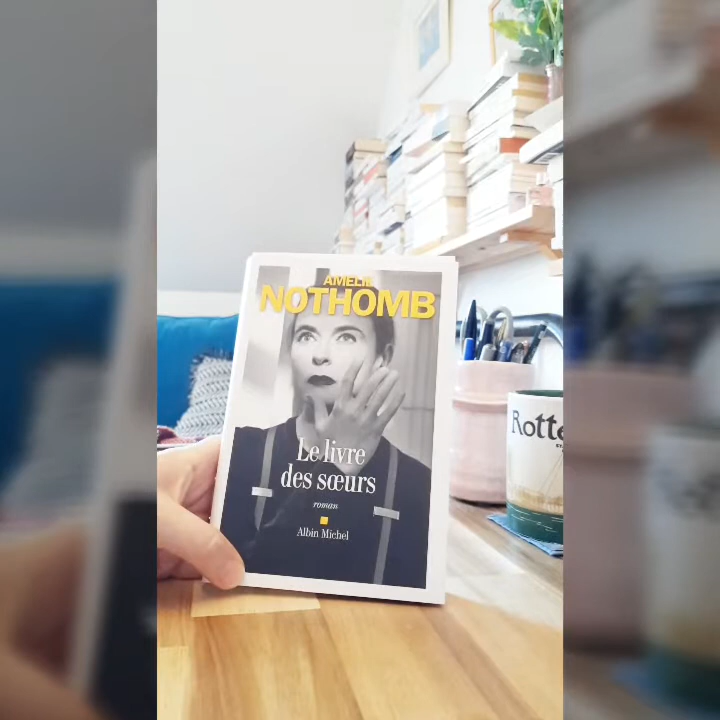 AMÉLIE
NOTHOMB
Le livre
des sœurs
roman
Albin Michel
Rotte